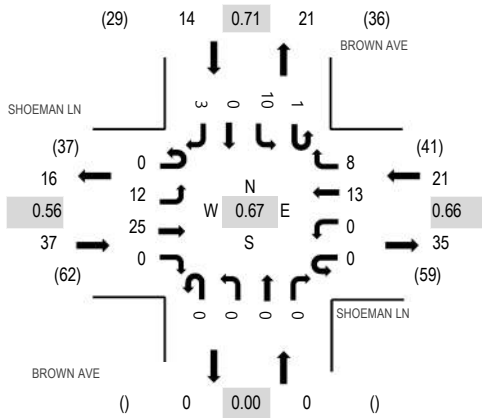 (29) 14 0.71 21 (36)
BROWN AVE
SHOEMAN LN
3 0 10 1
(37) (41)
0 8
16 21
12 13
N
0.56 W 0.67 E 0.66
25 0
S
37 35
0 0
(62) (59)
0 0 0 0
SHOEMAN LN
BROWN AVE
() 0 0.00 0 ()